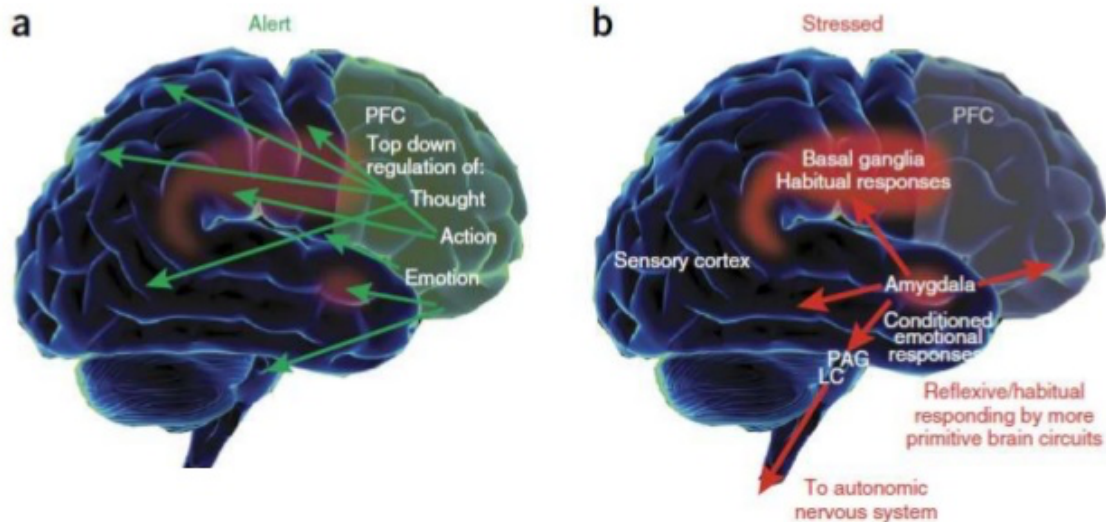 a
Alert
PFC
Top down
regulation of:
Thought
Action
Emotion
b
Stressed
PFC
Basal ganglia
Habitual responses
Sensory cortex
Amygdala
Conditioned
emotional
responses
PAG
LC
Reflexive/habitual
responding by more
primitive brain circuits
To autonomic
nervous system